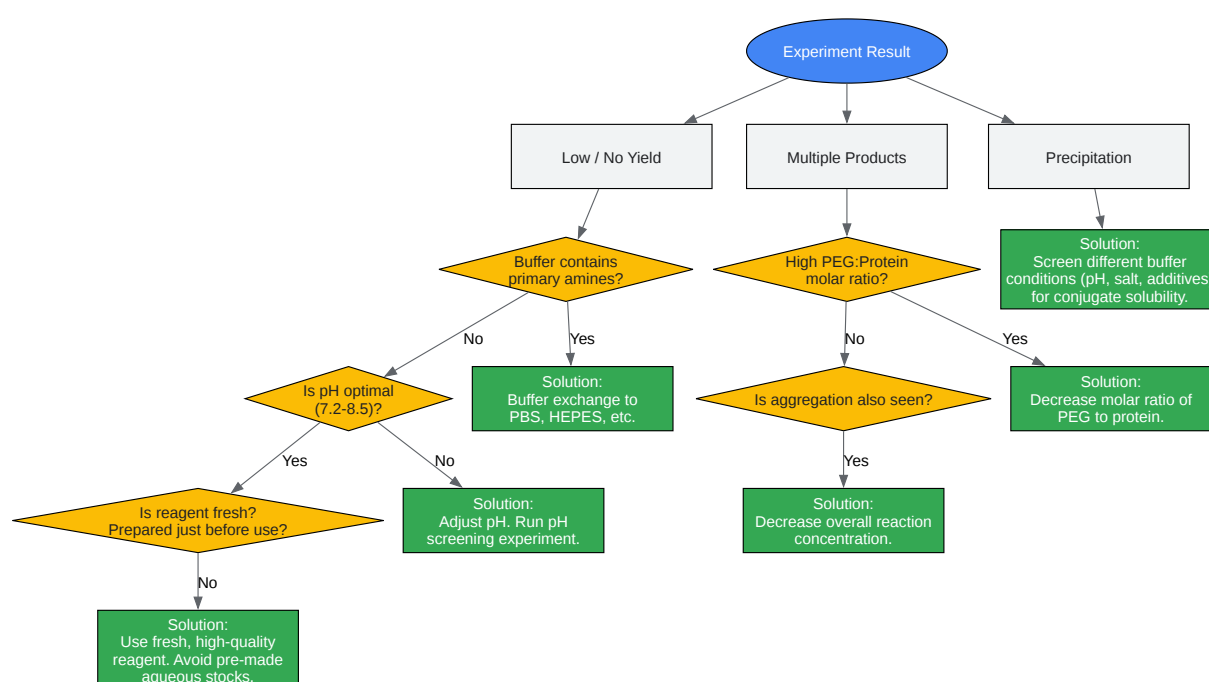 Experiment Result
Low / No Yield
Multiple Products
Precipitation
Solution:
Screen different buffer
conditions (pH, salt, additives
for conjugate solubility.
Buffer contains
primary amines?
High PEG:Protein
molar ratio?
No
Yes
No
Yes
Is pH optimal
(7.2-8.5)?
Solution:
Buffer exchange to
PBS, HEPES, etc.
Is aggregation also seen?
Solution:
Decrease molar ratio of
PEG to protein.
Yes
No
Yes
Is reagent fresh?
Prepared just before use?
Solution:
Adjust pH. Run pH
screening experiment.
Solution:
Decrease overall reaction
concentration.
No
Solution:
Use fresh, high-quality
reagent. Avoid pre-made
aqueous stocks.